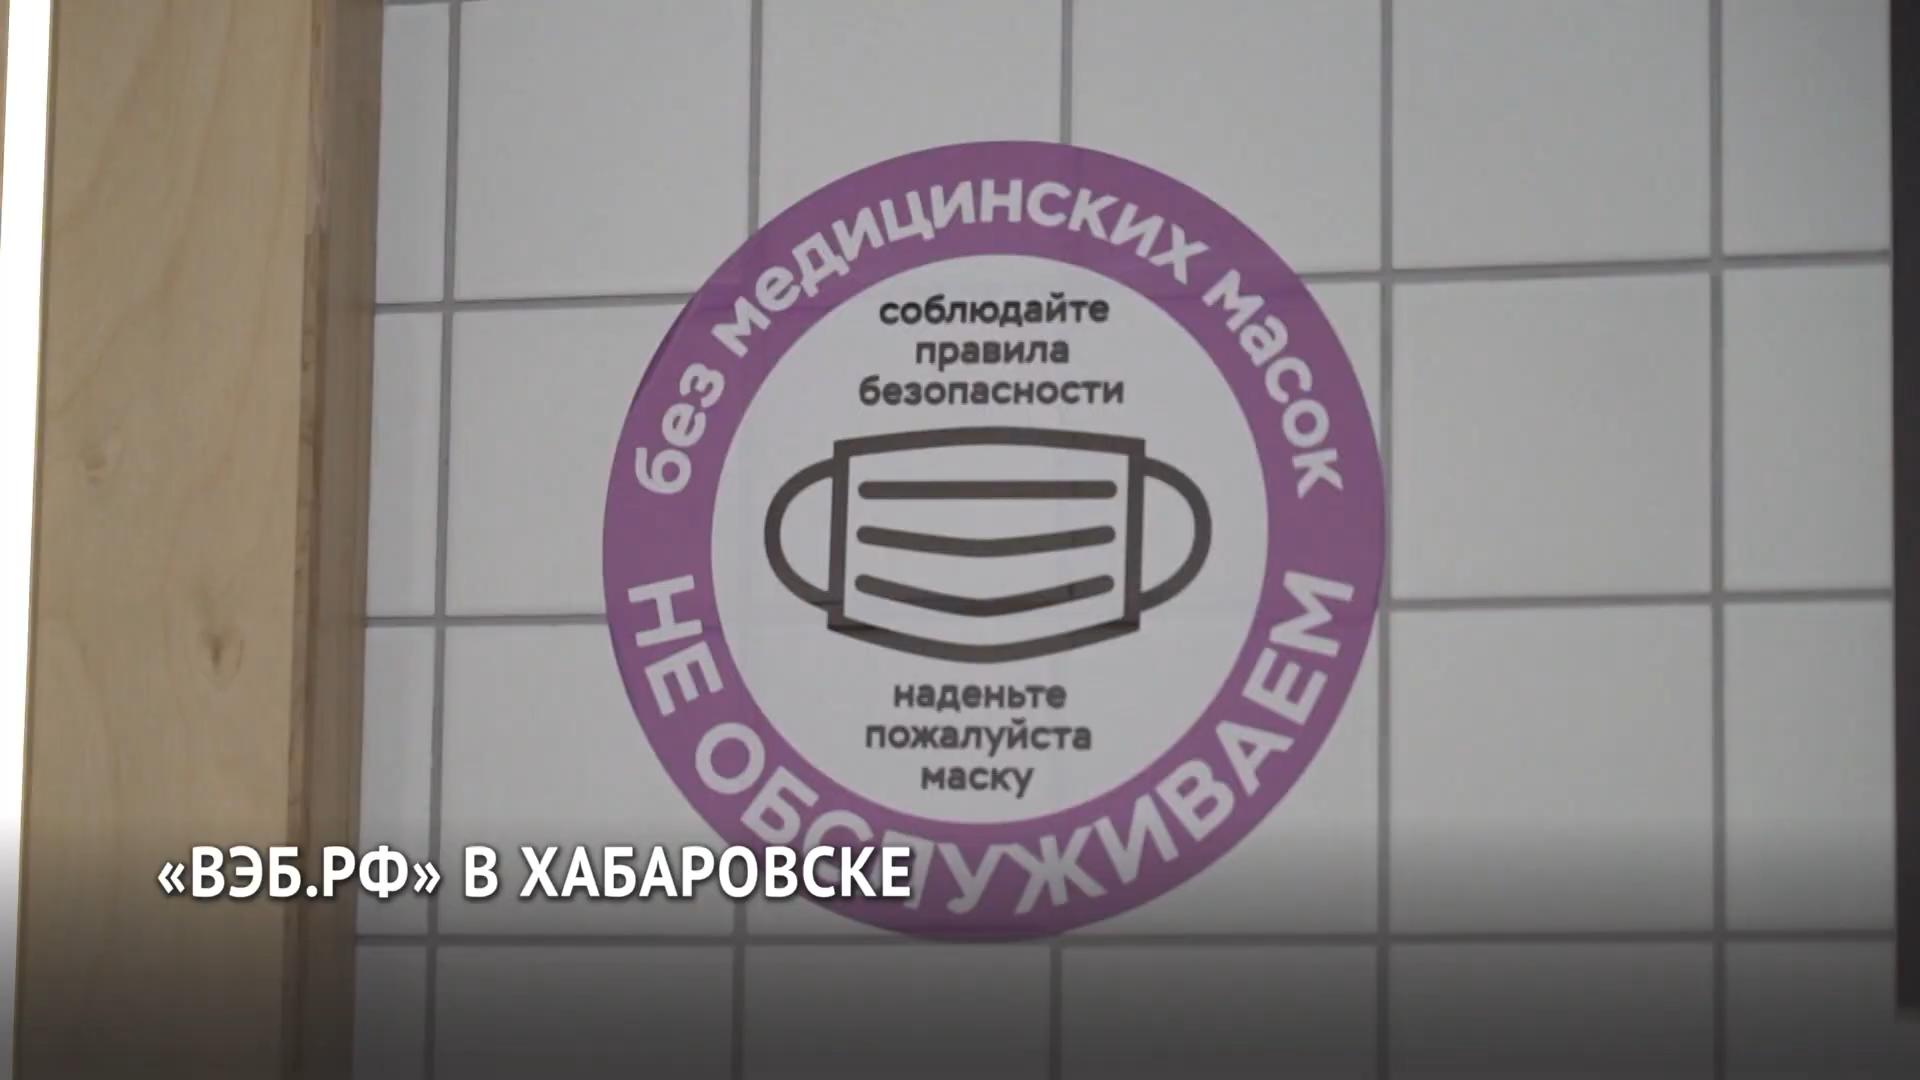 без медицинских масок
соблюдайте
правила
безопасности
наденьте
пожалуйста
маску
НЕ ОБСЛУЖИВАЕМ
«ВЭБ.РФ» В ХАБАРОВСКЕ